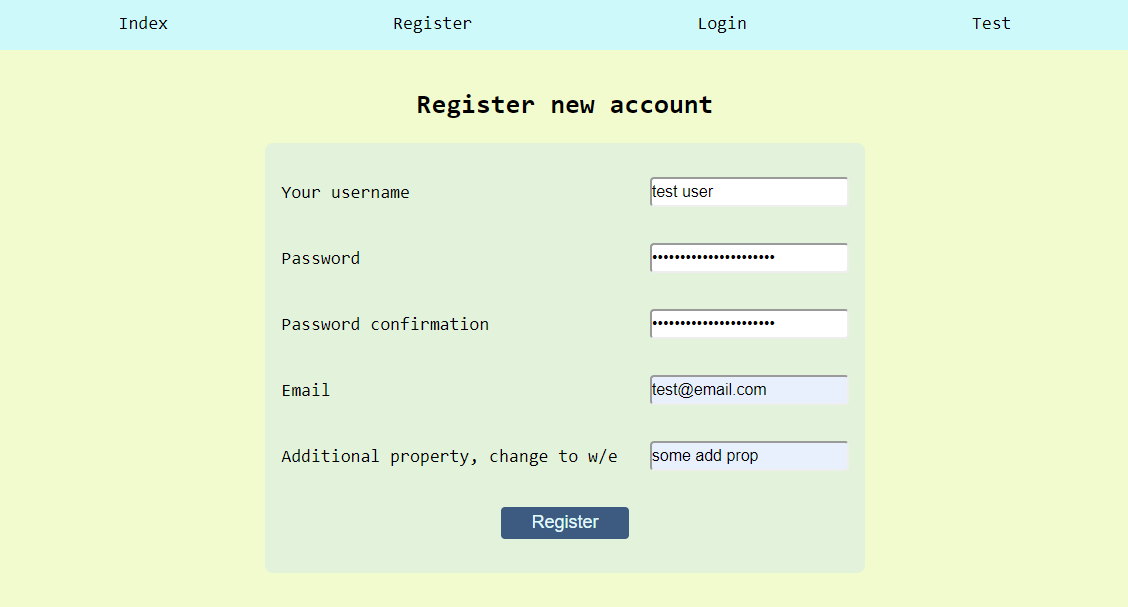 Index Register Login Test
Register new account
Your username test user
Password ••••••••••••••••••••••
Password confirmation ••••••••••••••••••••••
Email test@email.com
Additional property, change to w/e some add prop
Register